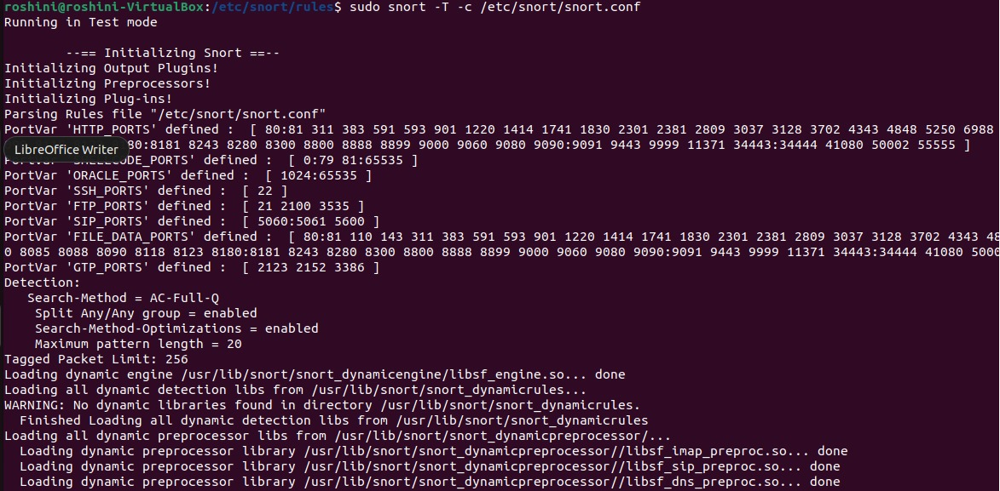 roshini@roshini-VirtualBox:/etc/snort/rules$ sudo snort -T -c /etc/snort/snort.conf
Running in Test mode
--== Initializing Snort ==--
Initializing Output Plugins!
Initializing Preprocessors!
Initializing Plug-ins!
Parsing Rules file "/etc/snort/snort.conf"
PortVar 'HTTP_PORTS' defined :  [ 80:81 311 383 591 593 901 1220 1414 1741 1830 2301 2381 2809 3037 3128 3702 4343 4848 5250 6988
LibreOffice Writer
80:8181 8243 8280 8300 8800 8888 8899 9000 9060 9080 9090:9091 9443 9999 11371 34443:34444 41080 50002 55555 ]
defined :  [ 0:79 81:65535 ]
PortVar 'ORACLE_PORTS' defined :  [ 1024:65535 ]
PortVar 'SSH_PORTS' defined :  [ 22 ]
PortVar 'FTP_PORTS' defined :  [ 21 2100 3535 ]
PortVar 'SIP_PORTS' defined :  [ 5060:5061 5600 ]
PortVar 'FILE_DATA_PORTS' defined :  [ 80:81 110 143 311 383 591 593 901 1220 1414 1741 1830 2301 2381 2809 3037 3128 3702 4343 48
0 8085 8088 8090 8118 8123 8180:8181 8243 8280 8300 8800 8888 8899 9000 9060 9080 9090:9091 9443 9999 11371 34443:34444 41080 5000
PortVar 'GTP_PORTS' defined :  [ 2123 2152 3386 ]
Detection:
Search-Method = AC-Full-Q
Split Any/Any group = enabled
Search-Method-Optimizations = enabled
Maximum pattern length = 20
Tagged Packet Limit: 256
Loading dynamic engine /usr/lib/snort/snort_dynamicengine/libsf_engine.so... done
Loading all dynamic detection libs from /usr/lib/snort/snort_dynamicrules...
WARNING: No dynamic libraries found in directory /usr/lib/snort/snort_dynamicrules.
Finished Loading all dynamic detection libs from /usr/lib/snort/snort_dynamicrules
Loading all dynamic preprocessor libs from /usr/lib/snort/snort_dynamicpreprocessor/...
Loading dynamic preprocessor library /usr/lib/snort/snort_dynamicpreprocessor//libsf_imap_preproc.so... done
Loading dynamic preprocessor library /usr/lib/snort/snort_dynamicpreprocessor//libsf_sip_preproc.so... done
Loading dynamic preprocessor library /usr/lib/snort/snort_dynamicpreprocessor//libsf_dns_preproc.so... done